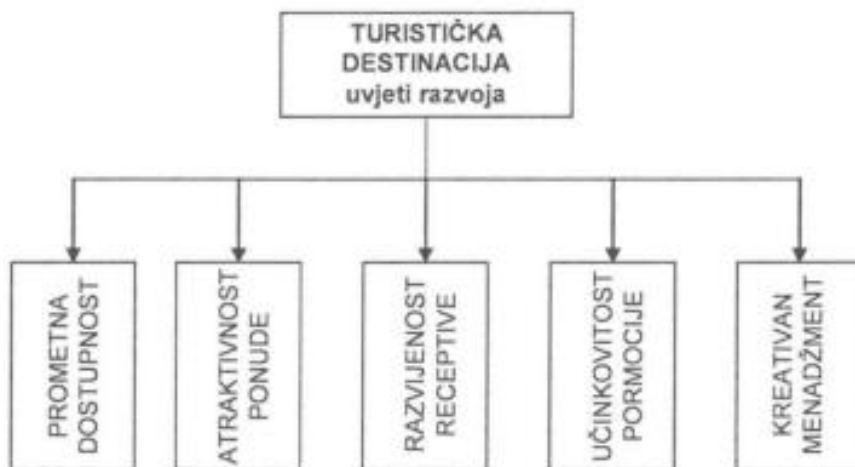 TURISTIČKA
DESTINACIJA
uvjeti razvoja
PROMETNA
DOSTUPNOST
ATRAKTIVNOST
PONUDE
RAZVIJENOST
RECEPTIVE
UČINKOVITOST
PORMOCIJE
KREATIVAN
MENADŽMENT